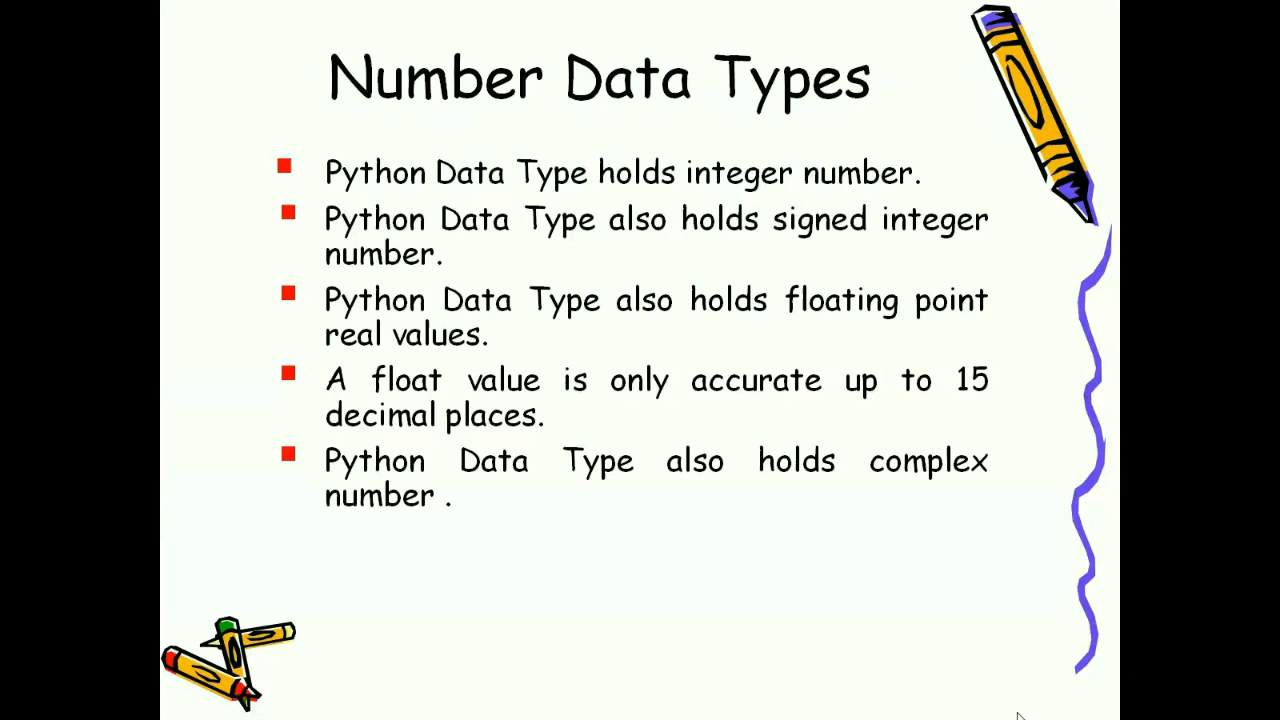 Number Data Types
Python Data Type holds integer number.
Python Data Type also holds signed integer
number.
Python Data Type also holds floating point
real values.
A float value is only accurate up to 15
decimal places.
Python Data Type also holds complex
number .